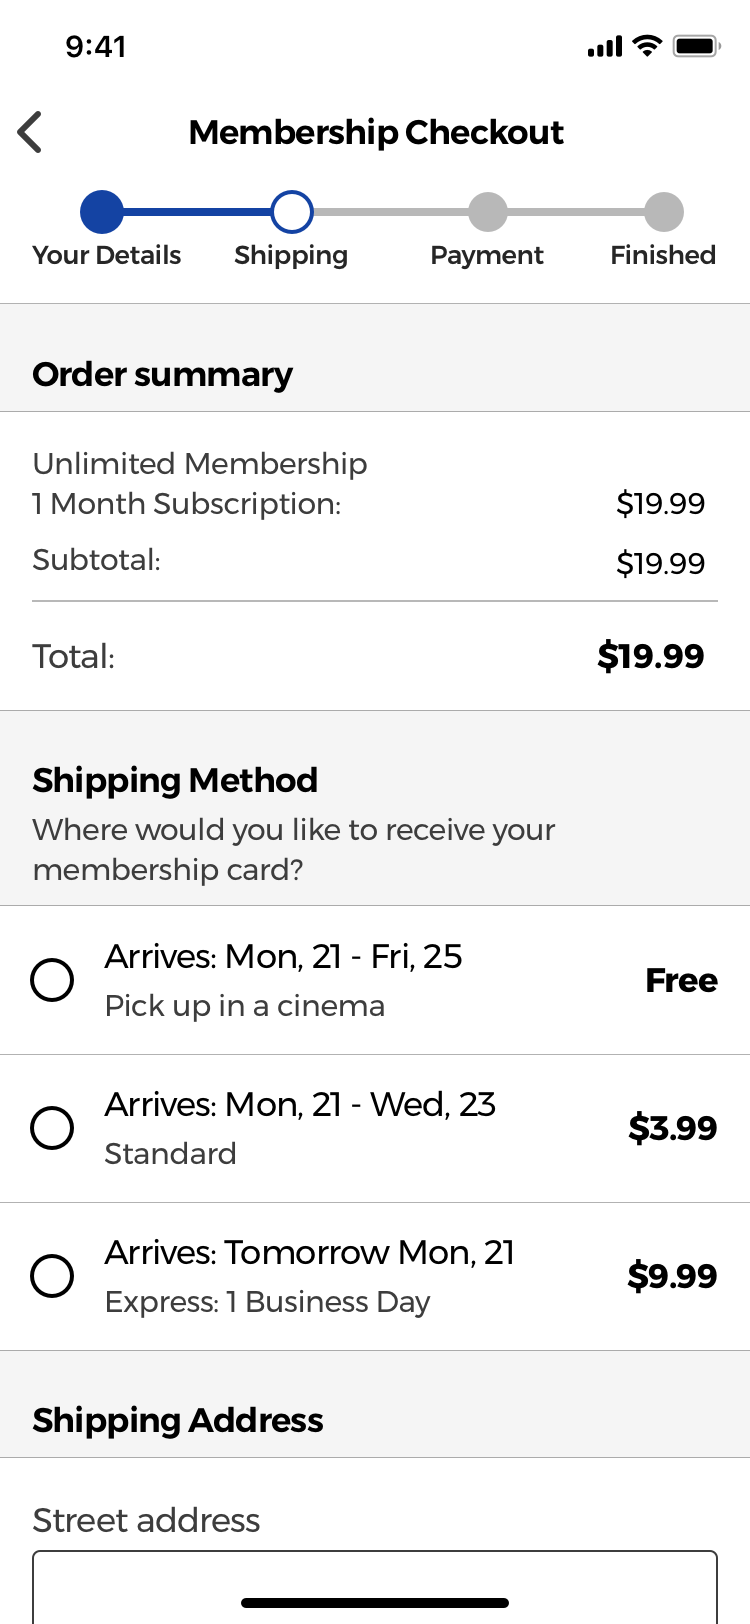 9:41
Membership Checkout
Your Details Shipping Payment Finished
Order summary
Unlimited Membership
1 Month Subscription: $19.99
Subtotal: $19.99
Total: $19.99
Shipping Method
Where would you like to receive your
membership card?
Arrives: Mon, 21 - Fri, 25
Pick up in a cinema
Free
Arrives: Mon, 21 - Wed, 23
Standard
$3.99
Arrives: Tomorrow Mon, 21
Express: 1 Business Day
$9.99
Shipping Address
Street address